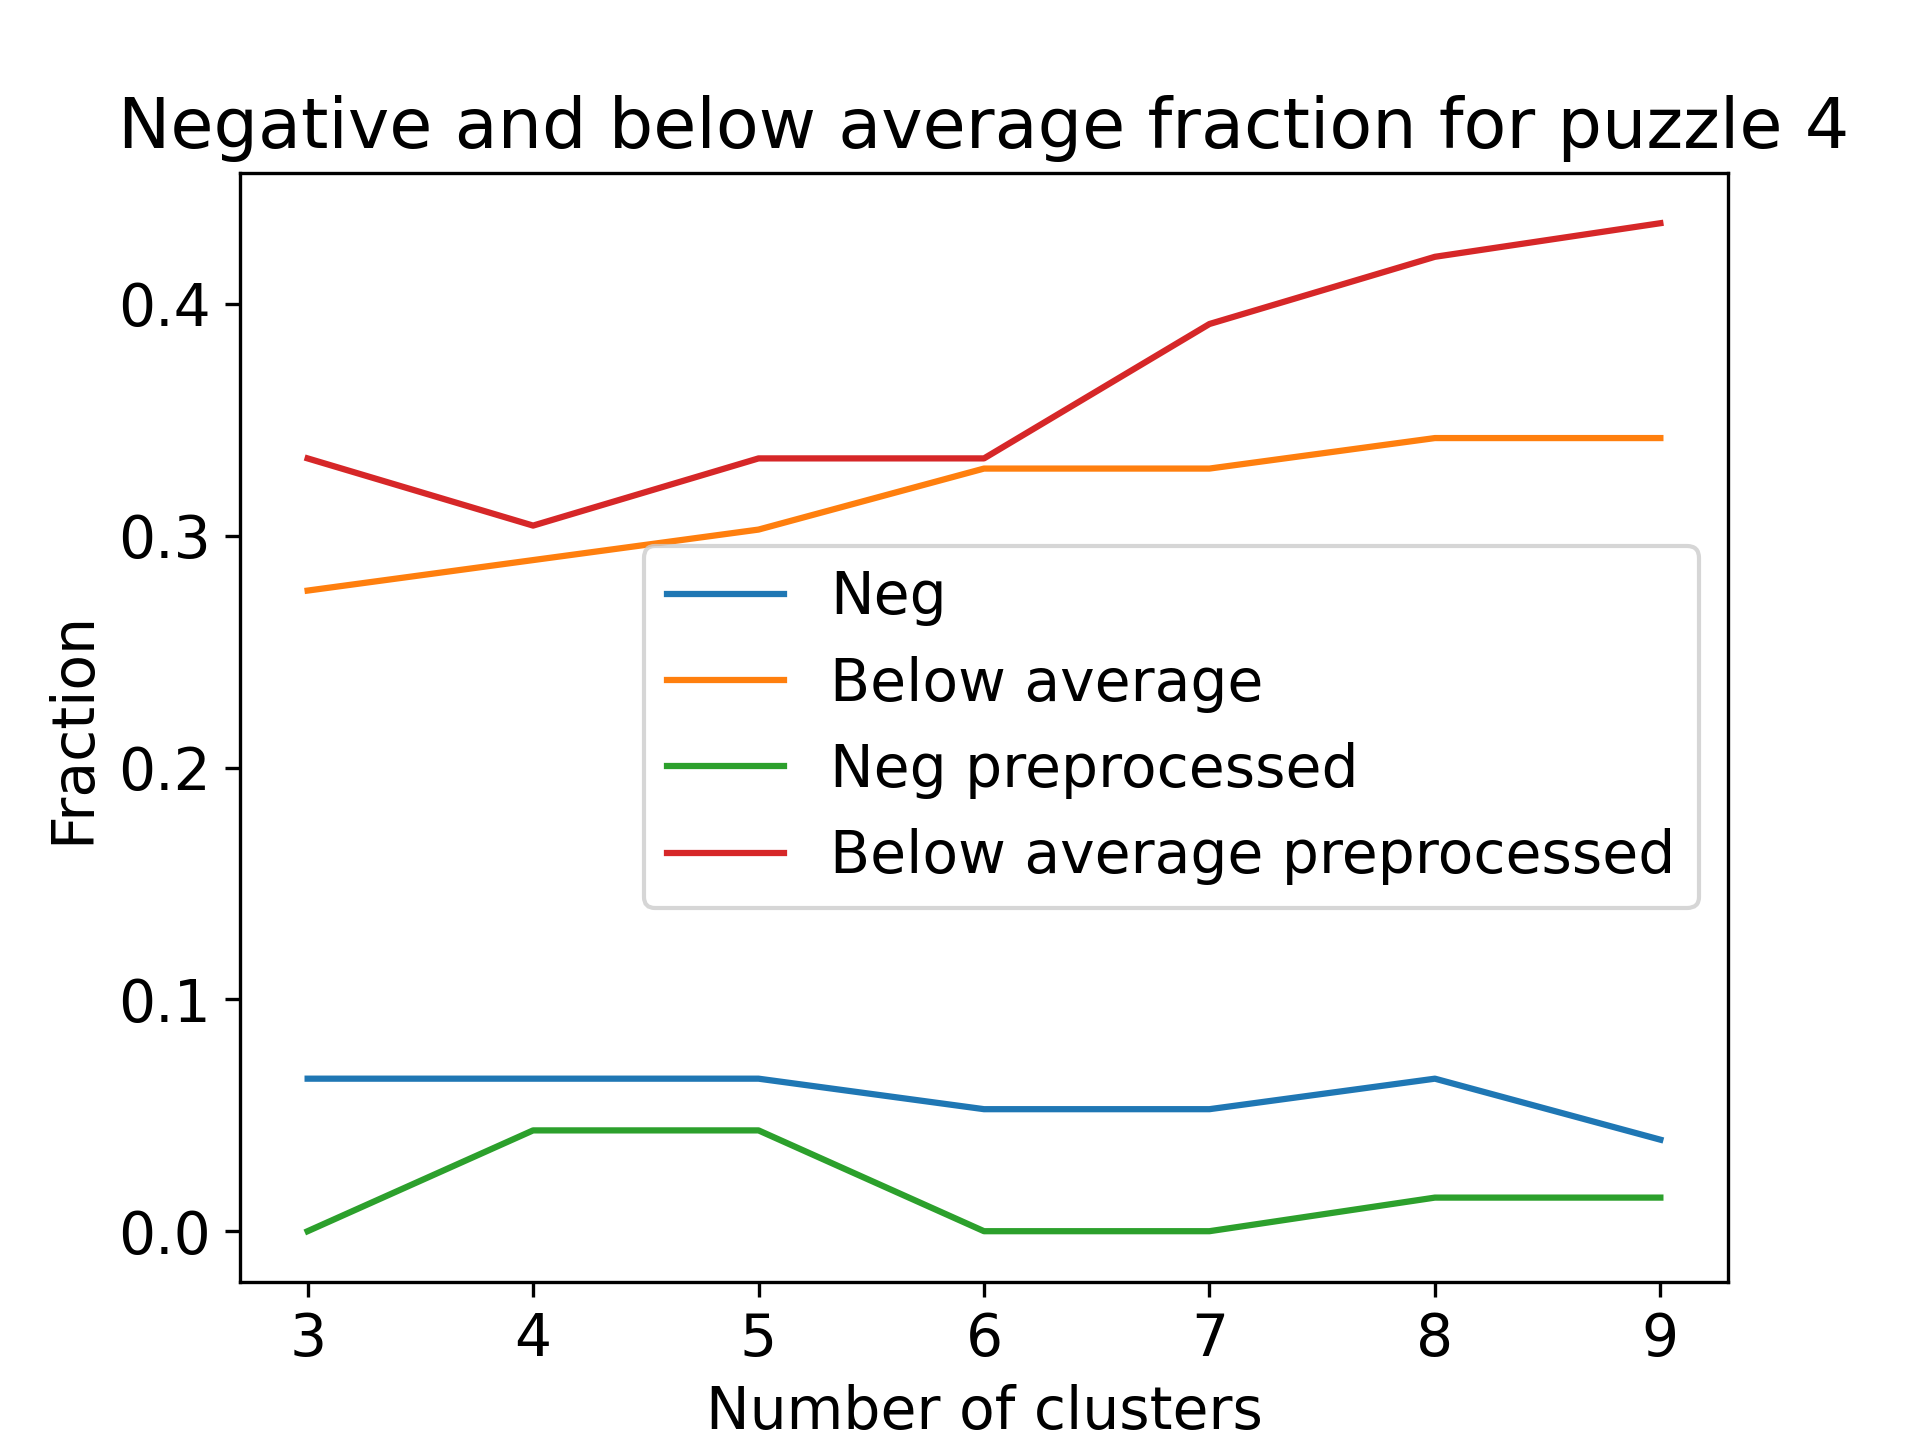 Negative and below average fraction for puzzle 4
Fraction
0.4
0.3
0.2
0.1
0.0
Neg
Below average
Neg preprocessed
Below average preprocessed
3 4 5 6 7 8 9
Number of clusters